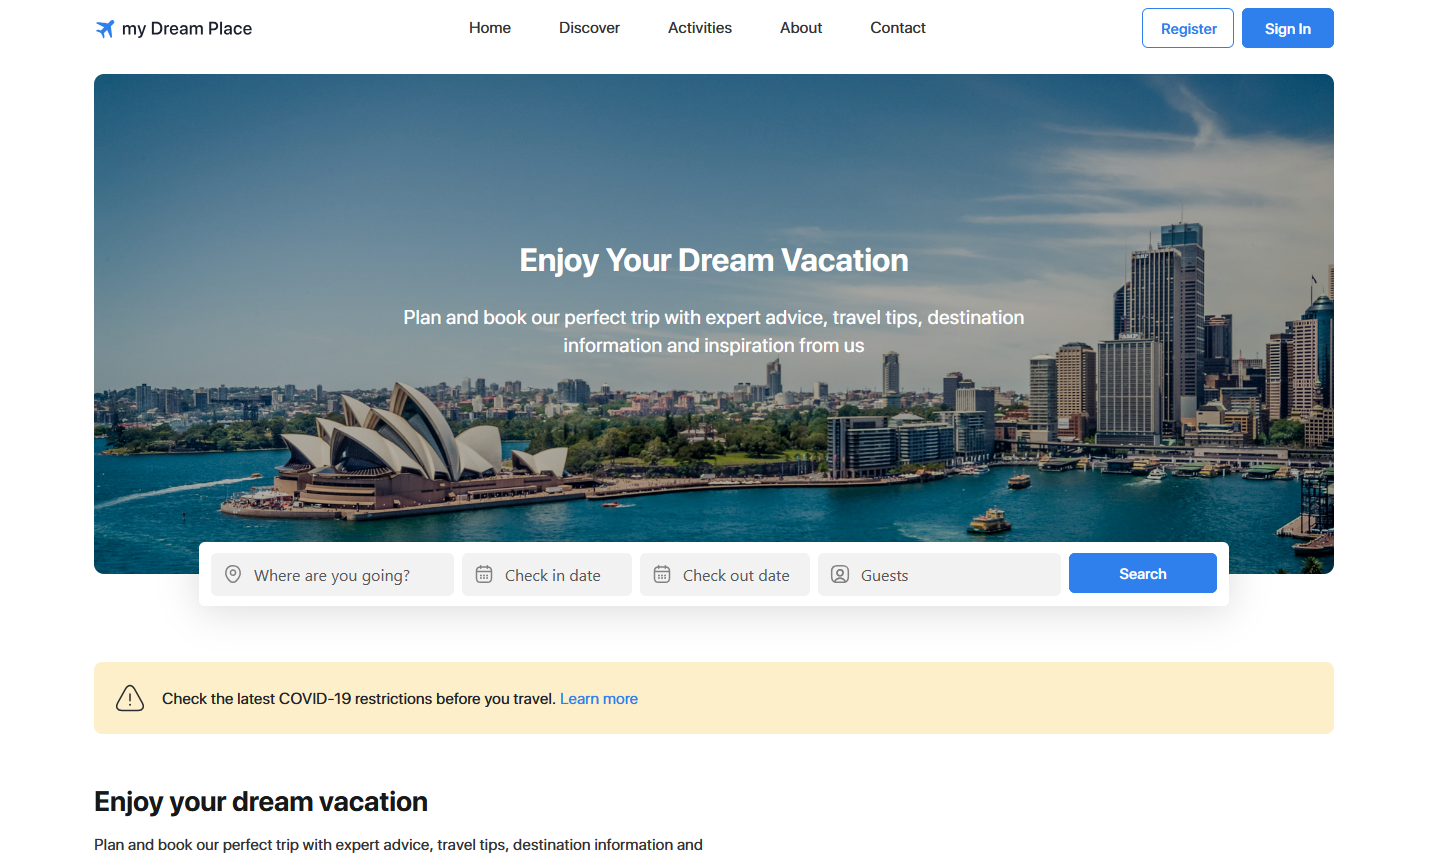 my Dream Place
Home
Discover
Activities
About
Contact
Register
Sign In
Enjoy Your Dream Vacation
Plan and book our perfect trip with expert advice, travel tips, destination
information and inspiration from us
Where are you going?
Check in date
Check out date
Guests
Search
Check the latest COVID-19 restrictions before you travel. Learn more
Enjoy your dream vacation
Plan and book our perfect trip with expert advice, travel tips, destination information and